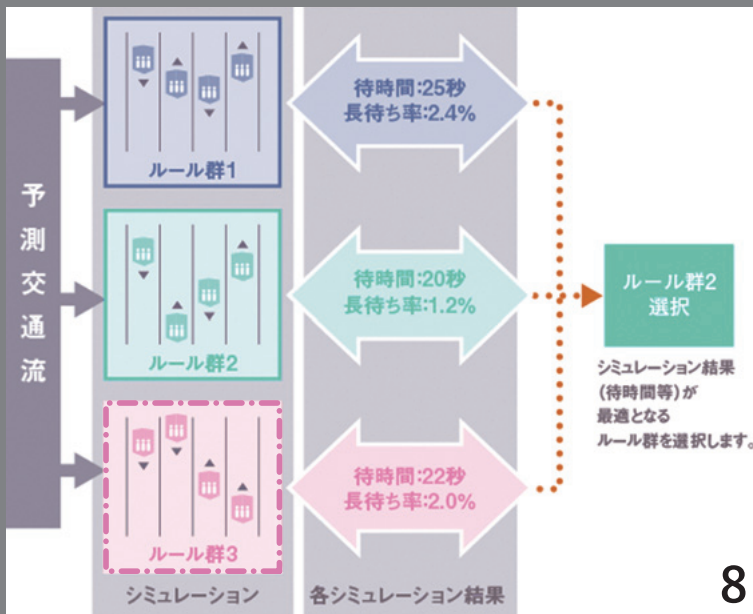 予測交通流
ルール群1
待時間:25秒
長待ち率:2.4%
ルール群2
待時間:20秒
長待ち率:1.2%
ルール群3
待時間:22秒
長待ち率:2.0%
ルール群2
選択
シミュレーション結果
(待時間等)が
最適となる
ルール群を選択します。
シミュレーション
各シミュレーション結果
8